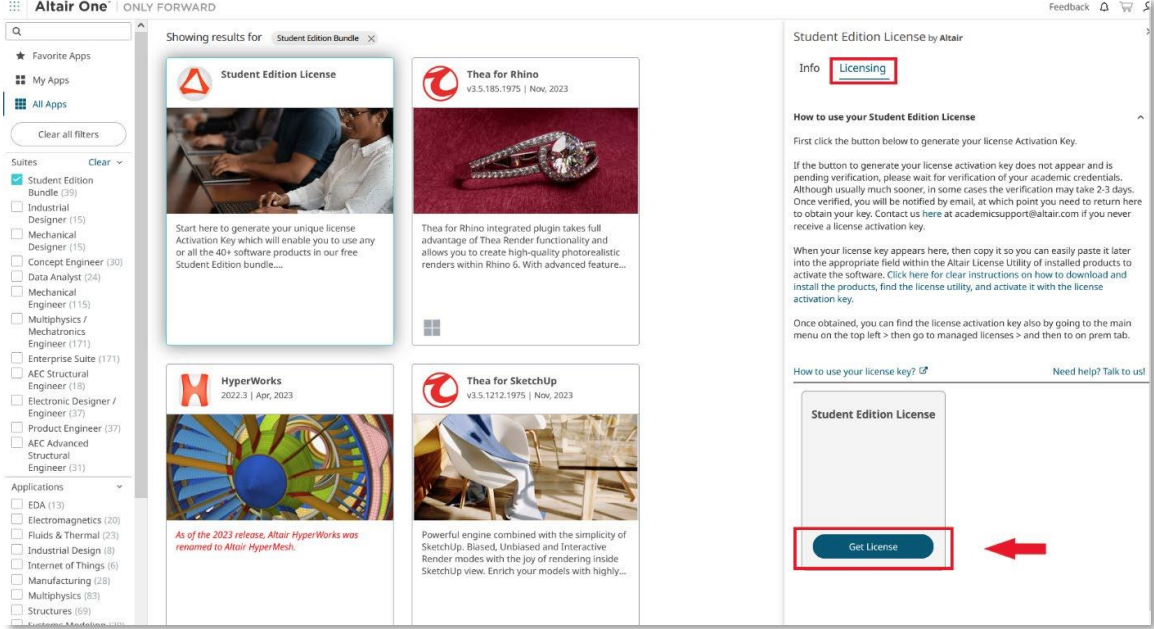 Altair One® ONLY FORWARD
Feedback
Favorite Apps
My Apps
All Apps
Clear all filters
Suites Clear
Student Edition
Bundle (39)
Industrial
Designer (15)
Mechanical
Designer (15)
Concept Engineer (30)
Data Analyst (24)
Mechanical
Engineer (115)
Multiphysics /
Mechatronics
Engineer (171)
Enterprise Suite (171)
AEC Structural
Engineer (18)
Electronic Designer /
Engineer (37)
Product Engineer (37)
AEC Advanced
Structural
Engineer (31)
Applications
EDA (13)
Electromagnetics (20)
Fluids & Thermal (23)
Industrial Design (8)
Internet of Things (6)
Manufacturing (28)
Multiphysics (83)
Structures (69)
Systems Modeling
Showing results for Student Edition Bundle ×
Student Edition License
Start here to generate your unique license
Activation Key which will enable you to use any
or all the 40+ software products in our free
Student Edition bundle....
Thea for Rhino
v3.5.185.1975 | Nov, 2023
Thea for Rhino integrated plugin takes full
advantage of Thea Render functionality and
allows you to create high-quality photorealistic
renders within Rhino 6. With advanced feature...
HyperWorks
2022.3 | Apr, 2023
As of the 2023 release, Altair HyperWorks was
renamed to Altair HyperMesh.
Thea for SketchUp
v3.5.1212.1975 | Nov, 2023
Powerful engine combined with the simplicity of
SketchUp. Biased, Unbiased and Interactive
Render modes with the joy of rendering inside
SketchUp view. Enrich your models with highly...
Student Edition License by Altair
Info Licensing
How to use your Student Edition License
First click the button below to generate your license Activation Key.
If the button to generate your license activation key does not appear and is
pending verification, please wait for verification of your academic credentials.
Although usually much sooner, in some cases the verification may take 2-3 days.
Once verified, you will be notified by email, at which point you need to return here
to obtain your key. Contact us here at academicsupport@altair.com if you never
receive a license activation key.
When your license key appears here, then copy it so you can easily paste it later
into the appropriate field within the Altair License Utility of installed products to
activate the software. Click here for clear instructions on how to download and
install the products, find the license utility, and activate it with the license
activation key.
Once obtained, you can find the license activation key also by going to the main
menu on the top left > then go to managed licenses > and then to on prem tab.
How to use your license key? Need help? Talk to us!
Student Edition License
Get License